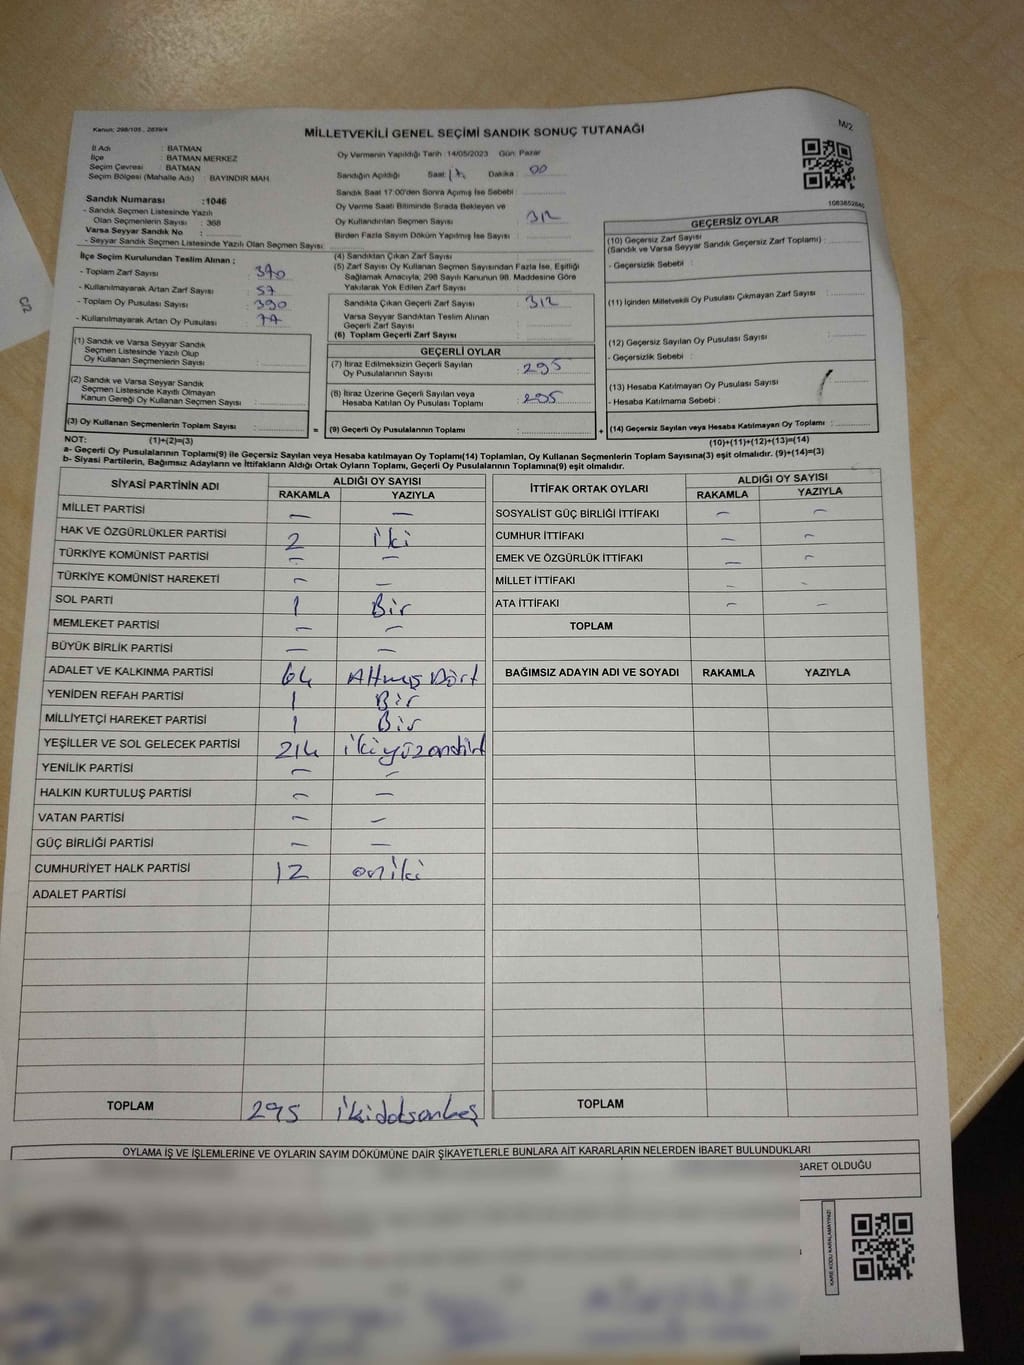 Kanun; 298/105., 2839/4
M/2
MİLLETVEKİLİ GENEL SEÇİMİ SANDIK SONUÇ TUTANAĞI
İl Adı : BATMAN
İlçe : BATMAN MERKEZ
Seçim Çevresi : BATMAN
Seçim Bölgesi (Mahalle Adı) : BAYINDIR MAH.
Oy Vermenin Yapıldığı Tarih :14/05/2023 Gün: Pazar
Sandığın Açıldığı Saat : 17 Dakika : 00
Sandık Saat 17:00'den Sonra Açılmış İse Sebebi :
Oy Verme Saati Bitiminde Sırada Bekleyen ve
Oy Kullandırılan Seçmen Sayısı : 312
Birden Fazla Sayım Döküm Yapılmış İse Sayısı :
Sandık Numarası :1046
- Sandık Seçmen Listesinde Yazılı
Olan Seçmenlerin Sayısı : 368
Varsa Seyyar Sandık No :
- Seyyar Sandık Seçmen Listesinde Yazılı Olan Seçmen Sayısı:
İlçe Seçim Kurulundan Teslim Alınan ;
- Toplam Zarf Sayısı : 390
- Kullanılmayarak Artan Zarf Sayısı : 57
- Toplam Oy Pusulası Sayısı : 390
- Kullanılmayarak Artan Oy Pusulası : 77
(1) Sandık ve Varsa Seyyar Sandık
Seçmen Listesinde Yazılı Olup
Oy Kullanan Seçmenlerin Sayısı :
(2) Sandık ve Varsa Seyyar Sandık
Seçmen Listesinde Kayıtlı Olmayan
Kanun Gereği Oy Kullanan Seçmen Sayısı :
(3) Oy Kullanan Seçmenlerin Toplam Sayısı :
(4) Sandıktan Çıkan Zarf Sayısı :
(5) Zarf Sayısı Oy Kullanan Seçmen Sayısından Fazla İse, Eşitliği
Sağlamak Amacıyla, 298 Sayılı Kanunun 98. Maddesine Göre
Yakılarak Yok Edilen Zarf Sayısı :
Sandıkta Çıkan Geçerli Zarf Sayısı : 312
Varsa Seyyar Sandıktan Teslim Alınan
Geçerli Zarf Sayısı :
(6) Toplam Geçerli Zarf Sayısı :
GEÇERLİ OYLAR
(7) İtiraz Edilmeksizin Geçerli Sayılan
Oy Pusulalarının Sayısı : 295
(8) İtiraz Üzerine Geçerli Sayılan veya
Hesaba Katılan Oy Pusulası Toplamı : 295
= (9) Geçerli Oy Pusulalarının Toplamı :
GEÇERSİZ OYLAR
(10) Geçersiz Zarf Sayısı
(Sandık ve Varsa Seyyar Sandık Geçersiz Zarf Toplamı) :
- Geçersizlik Sebebi :
(11) İçinden Milletvekili Oy Pusulası Çıkmayan Zarf Sayısı :
(12) Geçersiz Sayılan Oy Pusulası Sayısı :
- Geçersizlik Sebebi :
(13) Hesaba Katılmayan Oy Pusulası Sayısı :
- Hesaba Katılmama Sebebi :
+ (14) Geçersiz Sayılan veya Hesaba Katılmayan Oy Toplamı :
NOT: (1)+(2)=(3)
(10)+(11)+(12)+(13)=(14)
a- Geçerli Oy Pusulalarının Toplamı(9) ile Geçersiz Sayılan veya Hesaba katılmayan Oy Toplamı(14) Toplamları, Oy Kullanan Seçmenlerin Toplam Sayısına(3) eşit olmalıdır. (9)+(14)=(3)
b- Siyasi Partilerin, Bağımsız Adayların ve İttifakların Aldığı Ortak Oyların Toplamı, Geçerli Oy Pusulalarının Toplamına(9) eşit olmalıdır.
SİYASİ PARTİNİN ADI
ALDIĞI OY SAYISI
RAKAMLA YAZIYLA
MİLLET PARTİSİ — —
HAK VE ÖZGÜRLÜKLER PARTİSİ 2 iki
TÜRKİYE KOMÜNİST PARTİSİ — —
TÜRKİYE KOMÜNİST HAREKETİ — —
SOL PARTİ 1 Bir
MEMLEKET PARTİSİ — —
BÜYÜK BİRLİK PARTİSİ — —
ADALET VE KALKINMA PARTİSİ 64 Altmış Dört
YENİDEN REFAH PARTİSİ 1 Bir
MİLLİYETÇİ HAREKET PARTİSİ 1 Bir
YEŞİLLER VE SOL GELECEK PARTİSİ 214 ikiyüzondört
YENİLİK PARTİSİ — —
HALKIN KURTULUŞ PARTİSİ — —
VATAN PARTİSİ — —
GÜÇ BİRLİĞİ PARTİSİ — —
CUMHURİYET HALK PARTİSİ 12 oniki
ADALET PARTİSİ
TOPLAM 295
İTTİFAK ORTAK OYLARI
ALDIĞI OY SAYISI
RAKAMLA YAZIYLA
SOSYALİST GÜÇ BİRLİĞİ İTTİFAKI — —
CUMHUR İTTİFAKI — —
EMEK VE ÖZGÜRLÜK İTTİFAKI — —
MİLLET İTTİFAKI — —
ATA İTTİFAKI — —
TOPLAM
BAĞIMSIZ ADAYIN ADI VE SOYADI RAKAMLA YAZIYLA
TOPLAM
OYLAMA İŞ VE İŞLEMLERİNE VE OYLARIN SAYIM DÖKÜMÜNE DAİR ŞİKAYETLERLE BUNLARA AİT KARARLARIN NELERDEN İBARET BULUNDUKLARI
BARET OLDUĞU
KARE KODU KARALAMAYINIZ!